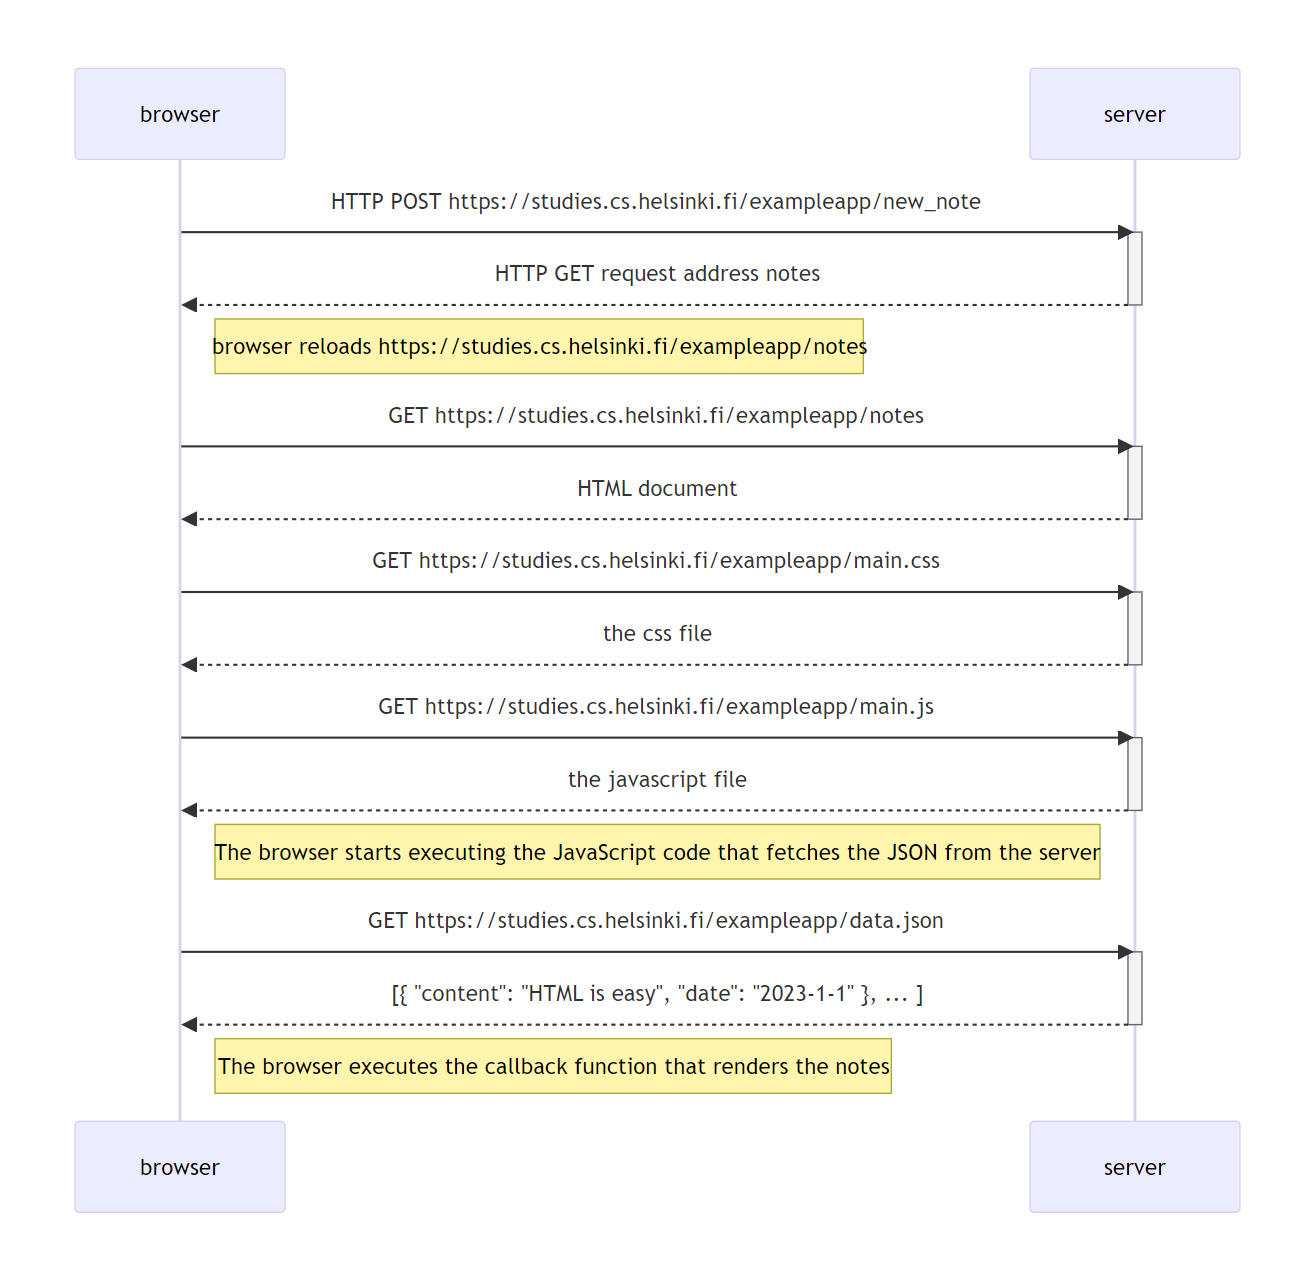 browser
server
HTTP POST https://studies.cs.helsinki.fi/exampleapp/new_note
HTTP GET request address notes
browser reloads https://studies.cs.helsinki.fi/exampleapp/notes
GET https://studies.cs.helsinki.fi/exampleapp/notes
HTML document
GET https://studies.cs.helsinki.fi/exampleapp/main.css
the css file
GET https://studies.cs.helsinki.fi/exampleapp/main.js
the javascript file
The browser starts executing the JavaScript code that fetches the JSON from the server
GET https://studies.cs.helsinki.fi/exampleapp/data.json
[{ "content": "HTML is easy", "date": "2023-1-1" }, ... ]
The browser executes the callback function that renders the notes
browser
server